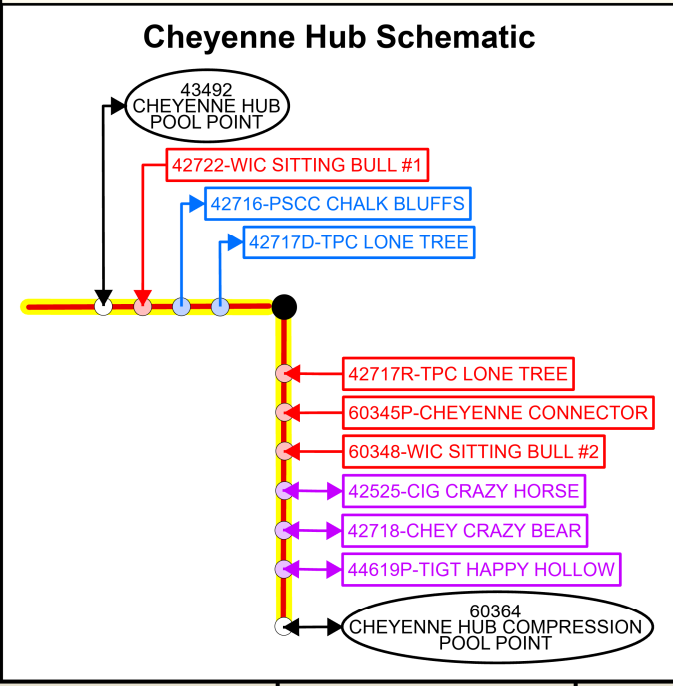 Cheyenne Hub Schematic
43492
CHEYENNE HUB
POOL POINT
42722-WIC SITTING BULL #1
42716-PSCC CHALK BLUFFS
42717D-TPC LONE TREE
42717R-TPC LONE TREE
60345P-CHEYENNE CONNECTOR
60348-WIC SITTING BULL #2
42525-CIG CRAZY HORSE
42718-CHEY CRAZY BEAR
44619P-TIGT HAPPY HOLLOW
60364
CHEYENNE HUB COMPRESSION
POOL POINT